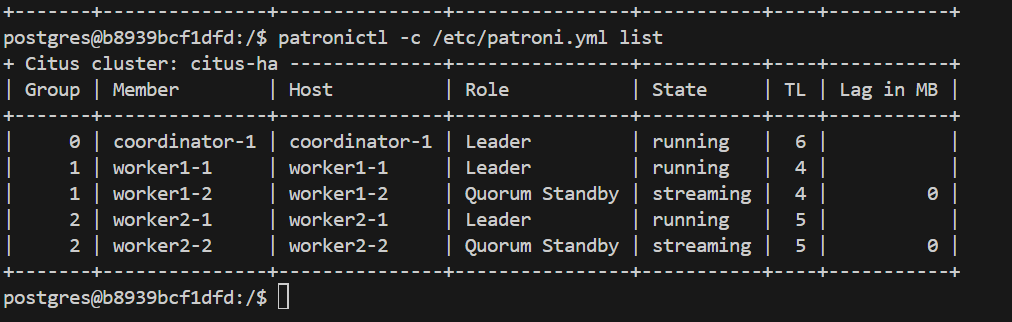 +-------+---------------+---------------+----------------+-----------+----+-----------+
postgres@b8939bcf1dfd:/$ patronictl -c /etc/patroni.yml list
+ Citus cluster: citus-ha --------------+----------------+-----------+----+-----------+
| Group | Member        | Host          | Role           | State     | TL | Lag in MB |
+-------+---------------+---------------+----------------+-----------+----+-----------+
|     0 | coordinator-1 | coordinator-1 | Leader         | running   |  6 |           |
|     1 | worker1-1     | worker1-1     | Leader         | running   |  4 |           |
|     1 | worker1-2     | worker1-2     | Quorum Standby | streaming |  4 |         0 |
|     2 | worker2-1     | worker2-1     | Leader         | running   |  5 |           |
|     2 | worker2-2     | worker2-2     | Quorum Standby | streaming |  5 |         0 |
+-------+---------------+---------------+----------------+-----------+----+-----------+
postgres@b8939bcf1dfd:/$